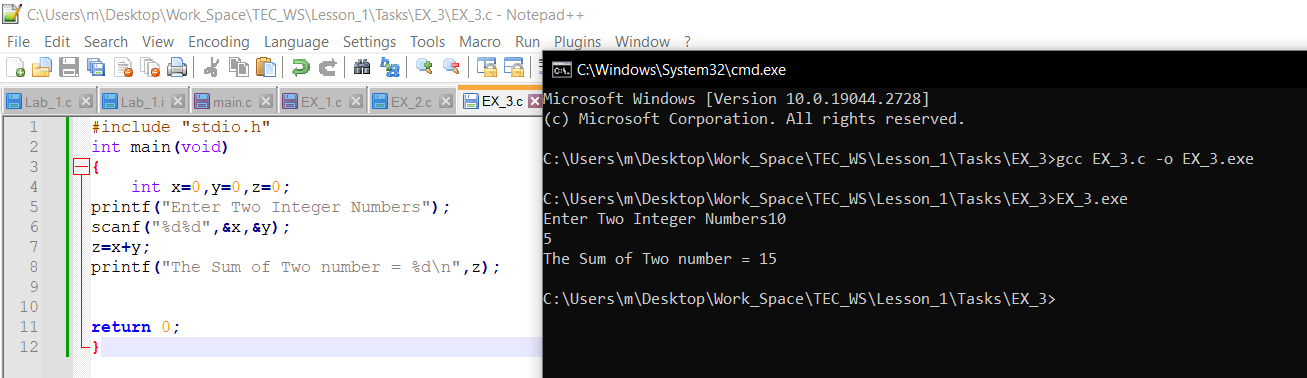 C:\Users\m\Desktop\Work_Space\TEC_WS\Lesson_1\Tasks\EX_3\EX_3.c - Notepad++
File Edit Search View Encoding Language Settings Tools Macro Run Plugins Window ?
Lab_1.c Lab_1.i main.c EX_1.c EX_2.c EX_3.c
1 #include "stdio.h"
2 int main(void)
3 {
4 int x=0,y=0,z=0;
5 printf("Enter Two Integer Numbers");
6 scanf("%d%d",&x,&y);
7 z=x+y;
8 printf("The Sum of Two number = %d\n",z);
9
10
11 return 0;
12 }
C:\Windows\System32\cmd.exe
Microsoft Windows [Version 10.0.19044.2728]
(c) Microsoft Corporation. All rights reserved.
C:\Users\m\Desktop\Work_Space\TEC_WS\Lesson_1\Tasks\EX_3>gcc EX_3.c -o EX_3.exe
C:\Users\m\Desktop\Work_Space\TEC_WS\Lesson_1\Tasks\EX_3>EX_3.exe
Enter Two Integer Numbers10
5
The Sum of Two number = 15
C:\Users\m\Desktop\Work_Space\TEC_WS\Lesson_1\Tasks\EX_3>